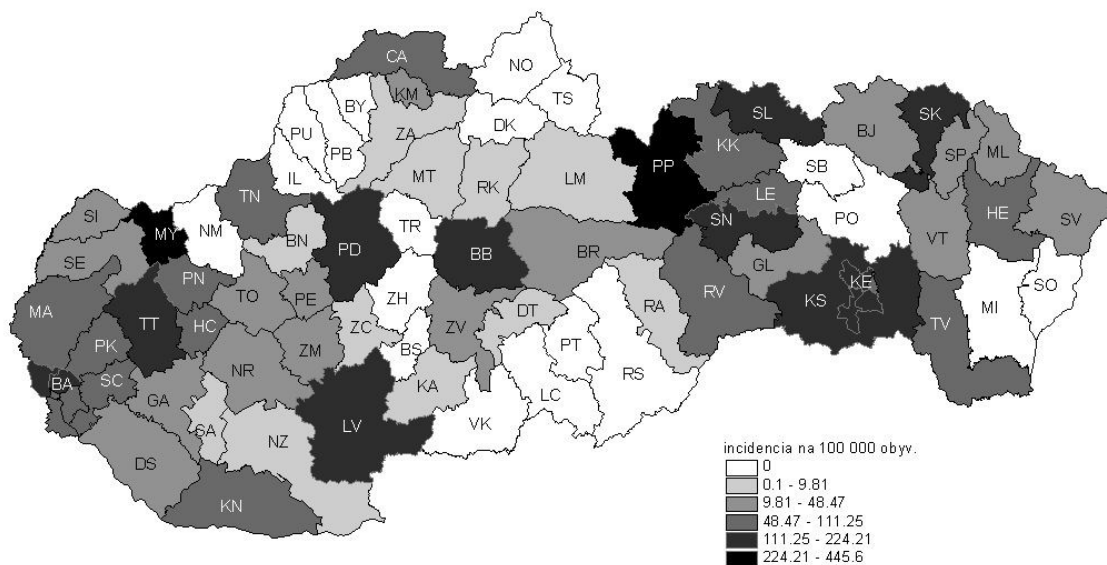 CA
NO
KM
BY
TS
PU
DK
SL
SK
ZA
BJ
PB
KK
SP
ML
PP
SB
IL
MT
RK
LM
TN
LE
SI
HE
MY
NM
TR
SN
PO
SV
BN
VT
SE
PD
BB
BR
GL
PN
TO
PE
ZH
KE
SO
RV
KS
MI
MA
TT
HC
ZC
ZV
DT
RA
TV
PK
ZM
BS
PT
BA
SC
NR
KA
RS
GA
LC
SA
NZ
LV
VK
DS
KN
incidencia na 100 000 obyv.
0
0.1 - 9.81
9.81 - 48.47
48.47 - 111.25
111.25 - 224.21
224.21 - 445.6